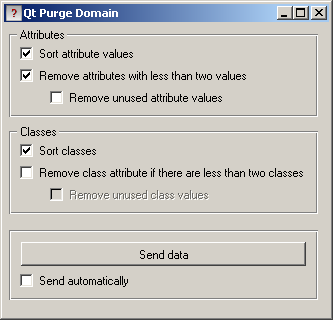 Qt Purge Domain
Attributes
Sort attribute values
Remove attributes with less than two values
Remove unused attribute values
Classes
Sort classes
Remove class attribute if there are less than two classes
Remove unused class values
Send data
Send automatically